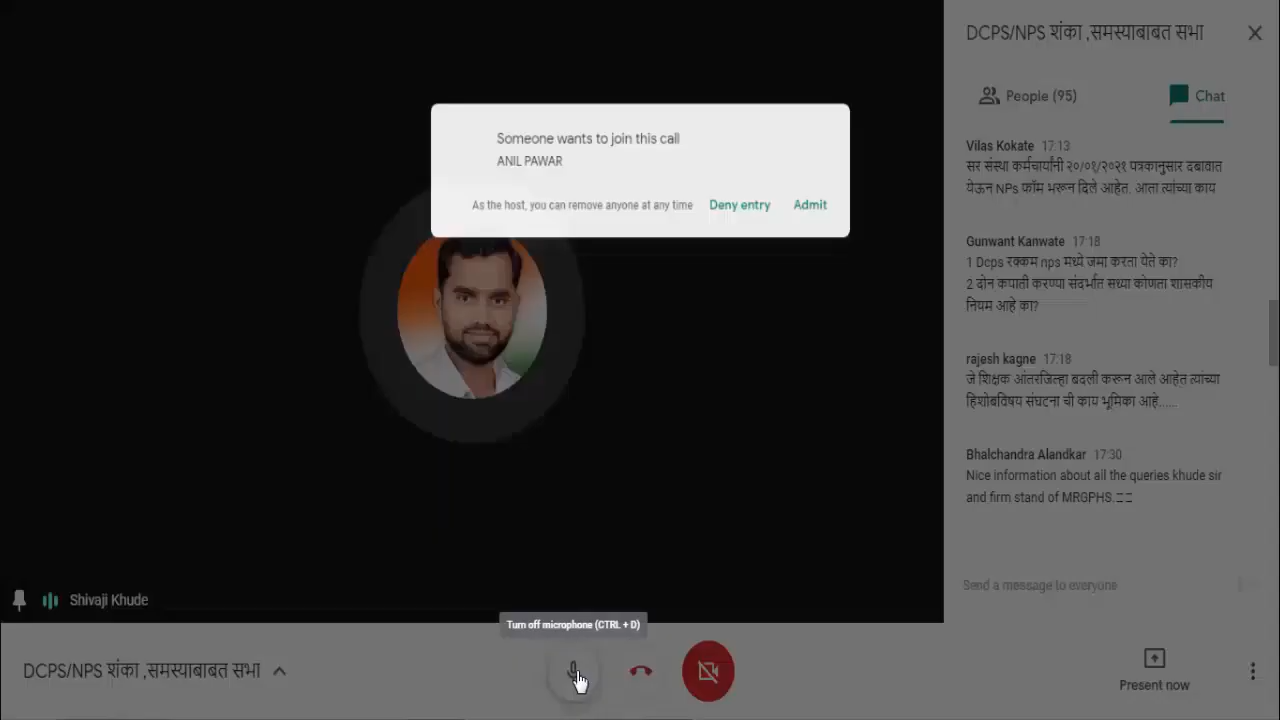 DCPS/NPS शंका ,समस्याबाबत सभा
People (95)
Chat
Someone wants to join this call
ANIL PAWAR
As the host, you can remove anyone at any time
Deny entry
Admit
Vilas Kokate 17:13
सर संस्था कर्मचार्यांनी २०/०१/२०२१ पत्रकानुसार दबावात
येऊन NPs फॉम भरून दिले आहेत. आता त्यांच्या काय
Gunwant Kanwate 17:18
1 Dcps रक्कम nps मध्ये जमा करता येते का?
2 दोन कपाती करण्या संदर्भात सध्या कोणता शासकीय
नियम आहे का?
rajesh kagne 17:18
जे शिक्षक आंतरजिल्हा बदली करून आले आहेत त्यांच्या
हिशोबविषय संघटना ची काय भूमिका आहे......
Bhalchandra Alandkar 17:30
Nice information about all the queries khude sir
and firm stand of MRGPHS.
Send a message to everyone
Shivaji Khude
Turn off microphone (CTRL + D)
DCPS/NPS शंका ,समस्याबाबत सभा
Present now